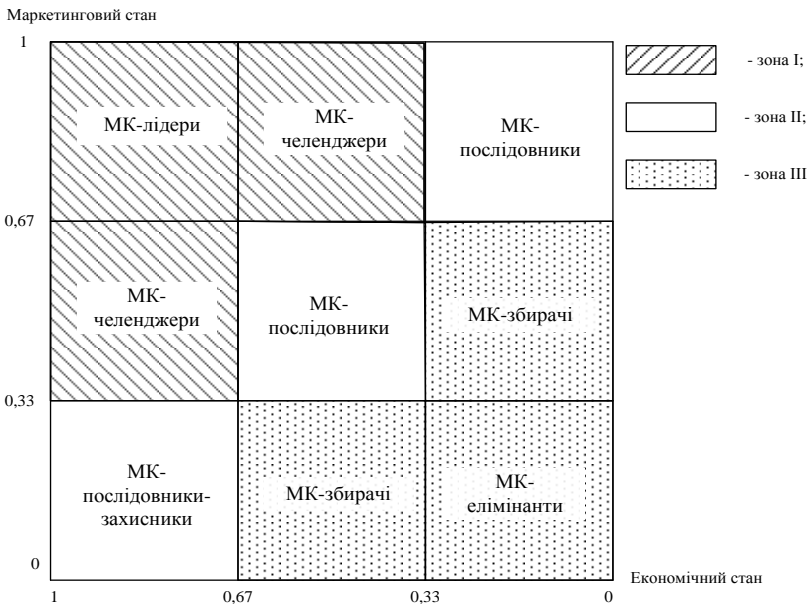 Маркетинговий стан
1
МК-лідери
МК-
челенджери
МК-
послідовники
- зона I;
- зона II;
- зона III
0,67
МК-
челенджери
МК-
послідовники
МК-збирачі
0,33
МК-
послідовники-
захисники
МК-збирачі
МК-
елімінанти
0
Економічний стан
1
0,67
0,33
0